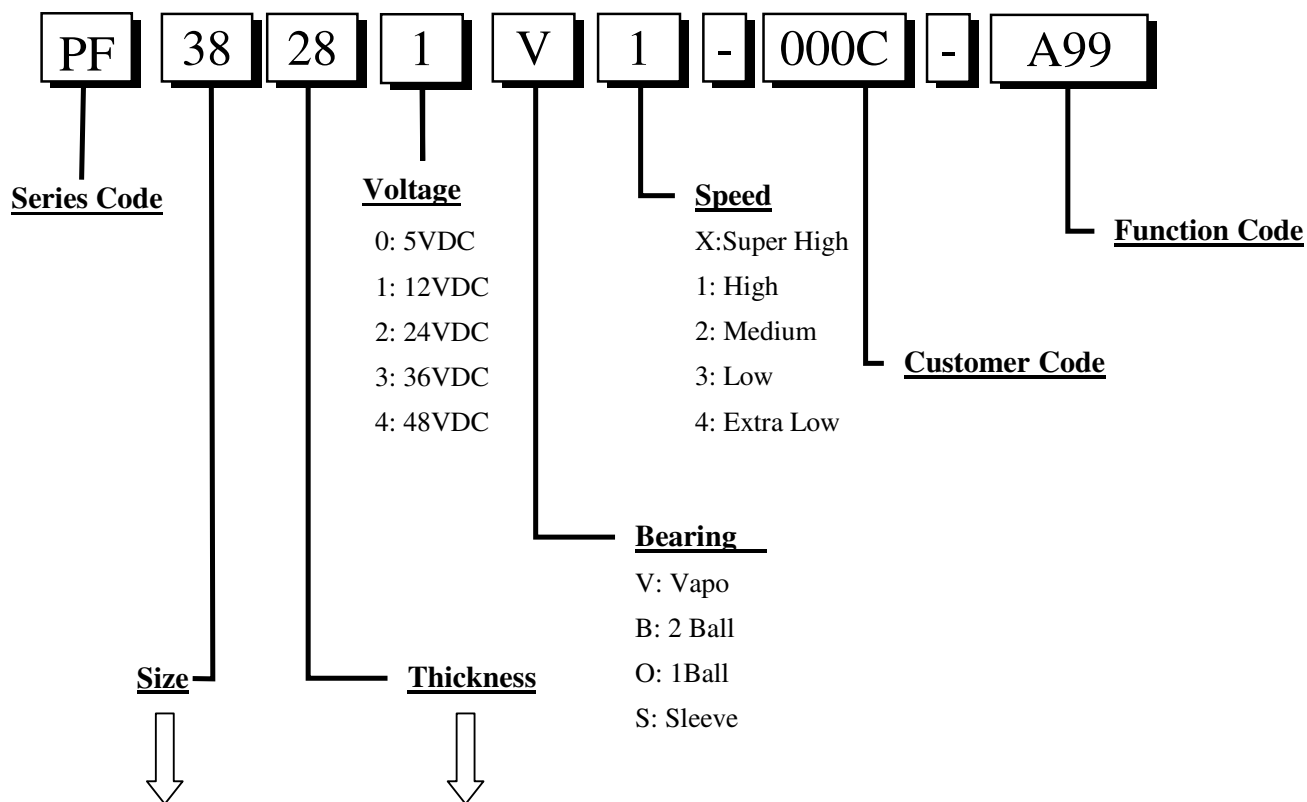 PF 38 28 1 V 1 - 000C - A99
Series Code
Voltage
0: 5VDC
1: 12VDC
2: 24VDC
3: 36VDC
4: 48VDC
Speed
X:Super High
1: High
2: Medium
3: Low
4: Extra Low
Function Code
Customer Code
Bearing
V: Vapo
B: 2 Ball
O: 1Ball
S: Sleeve
Size
Thickness